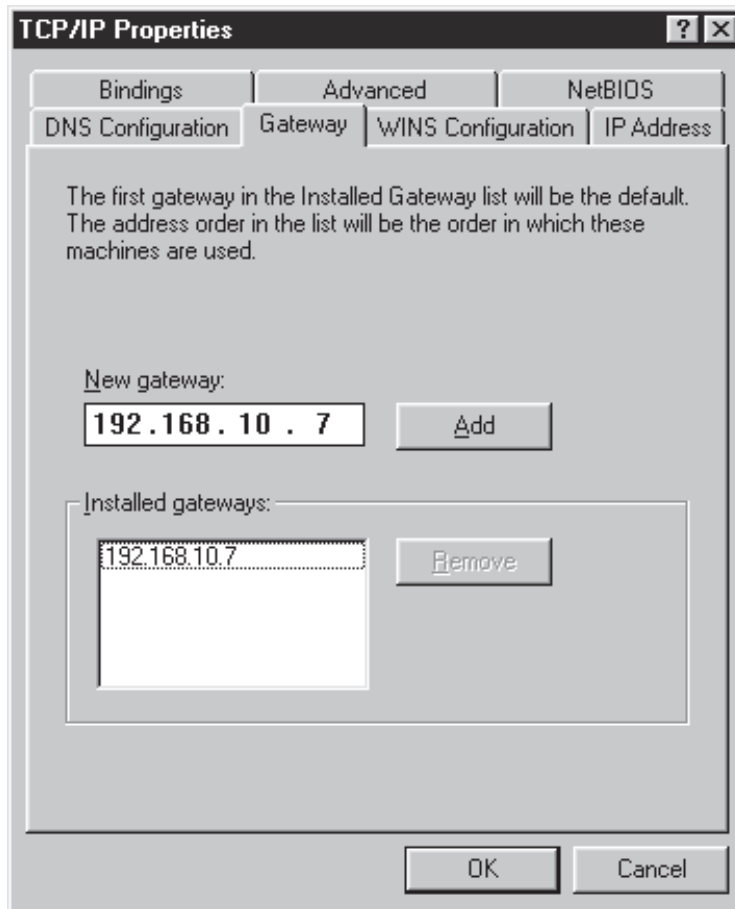 TCP/IP Properties
? X
Bindings Advanced NetBIOS
DNS Configuration Gateway WINS Configuration IP Address
The first gateway in the Installed Gateway list will be the default.
The address order in the list will be the order in which these
machines are used.
New gateway:
192.168.10.7 Add
Installed gateways:
192.168.10.7 Remove
OK Cancel